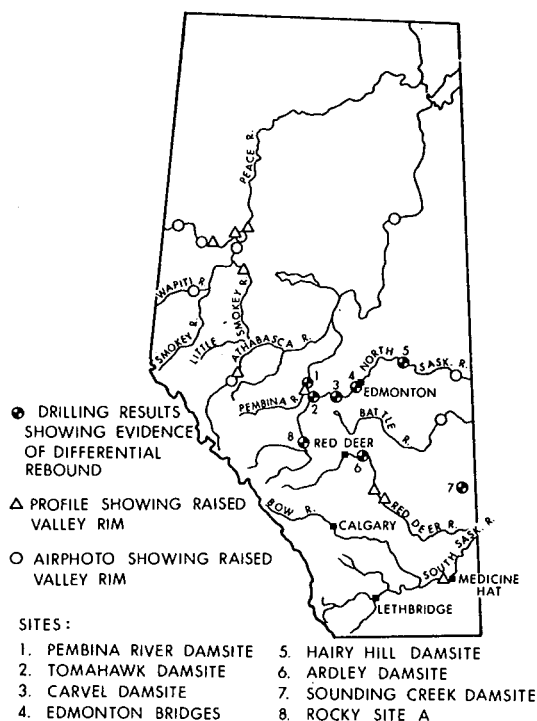 PEACE R.
WAPITI R.
SMOKEY R.
LITTLE SMOKEY R.
ATHABASCA R.
PEMBINA R.
NORTH SASK. R.
EDMONTON
BATTLE R.
1
2
3
4
5
6
7
8
RED DEER
RED DEER R.
BOW R.
CALGARY
SOUTH SASK. R.
MEDICINE
HAT
LETHBRIDGE
DRILLING RESULTS
SHOWING EVIDENCE
OF DIFFERENTIAL
REBOUND
PROFILE SHOWING RAISED
VALLEY RIM
AIRPHOTO SHOWING RAISED
VALLEY RIM
SITES:
1. PEMBINA RIVER DAMSITE
2. TOMAHAWK DAMSITE
3. CARVEL DAMSITE
4. EDMONTON BRIDGES
5. HAIRY HILL DAMSITE
6. ARDLEY DAMSITE
7. SOUNDING CREEK DAMSITE
8. ROCKY SITE A